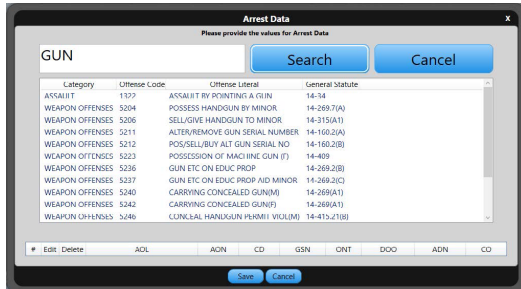 Arrest Data X
Please provide the values for Arrest Data
GUN Search Cancel
Category Offense Code Offense Literal General Statute
ASSAULT 1322 ASSAULT BY POINTING A GUN 14-34
WEAPON OFFENSES 5204 POSSESS HANDGUN BY MINOR 14-269.7(A)
WEAPON OFFENSES 5206 SELL/GIVE HANDGUN TO MINOR 14-315(A1)
WEAPON OFFENSES 5211 ALTER/REMOVE GUN SERIAL NUMBER 14-160.2(A)
WEAPON OFFENSES 5212 POS/SELL/BUY ALT GUN SERIAL NO 14-160.2(B)
WEAPON OFFENSES 5223 POSSESSION OF MACHINE GUN (F) 14-409
WEAPON OFFENSES 5236 GUN ETC ON EDUC PROP 14-269.2(B)
WEAPON OFFENSES 5237 GUN ETC ON EDUC PROP AID MINOR 14-269.2(C)
WEAPON OFFENSES 5240 CARRYING CONCEALED GUN(M) 14-269(A1)
WEAPON OFFENSES 5242 CARRYING CONCEALED GUN(F) 14-269(A1)
WEAPON OFFENSES 5246 CONCEAL HANDGUN PERMIT VIOL(M) 14-415.21(B)
# Edit Delete AOL AON CD GSN ONT DOO ADN CO
Save Cancel